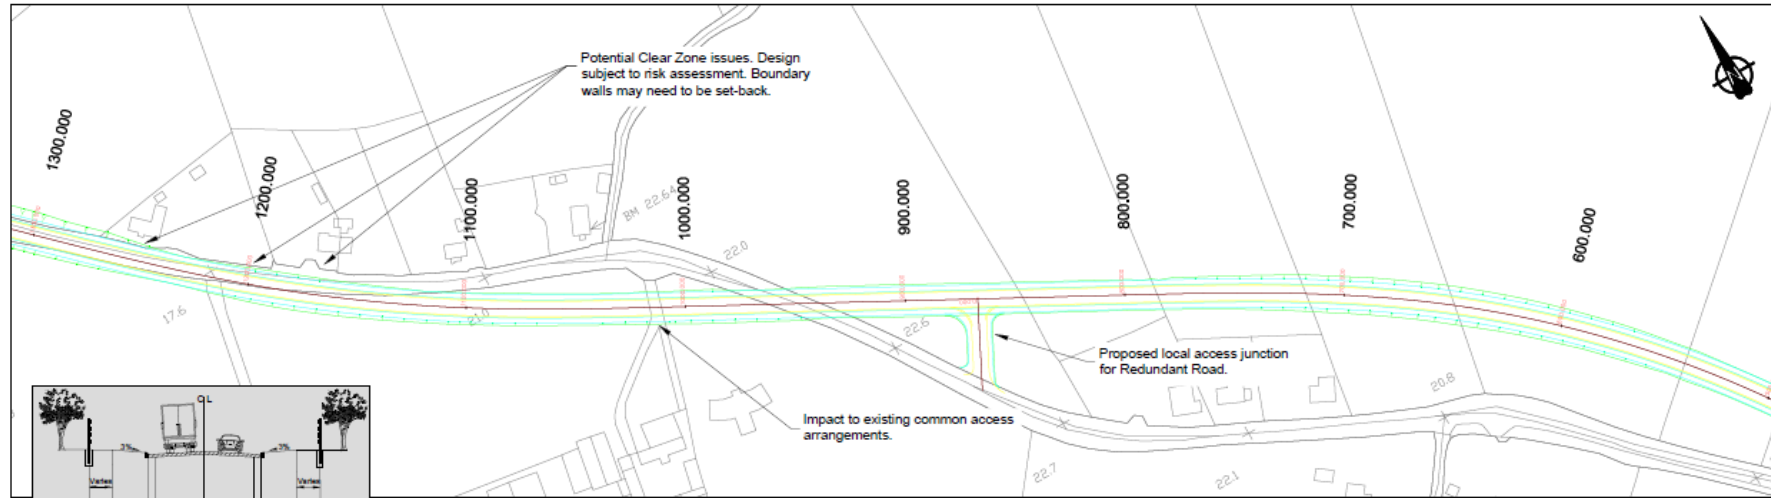 Potential Clear Zone issues. Design
subject to risk assessment. Boundary
walls may need to be set-back.
1300.000
1200.000
1100.000
1000.000
900.000
800.000
700.000
600.000
BM 22.64
22.0
17.6
21.0
22.6
20.8
22.7
22.1
Proposed local access junction
for Redundant Road.
Impact to existing common access
arrangements.
3%
3%
Varies
Varies